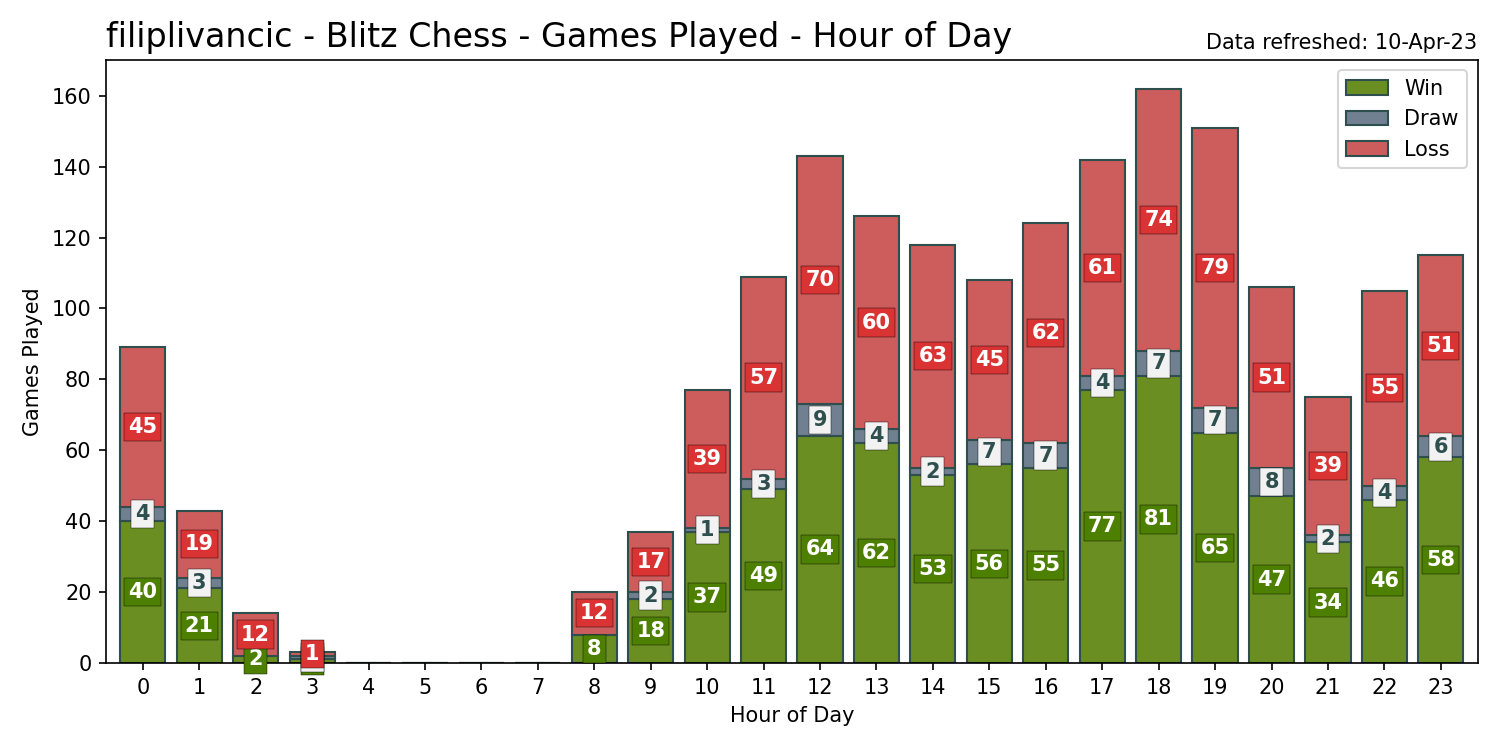 filiplivancic - Blitz Chess - Games Played - Hour of Day
Data refreshed: 10-Apr-23
Win
Draw
Loss
Games Played
160
140
120
100
80
60
40
20
0
45 19 12 1 12 17 39 57 70 60 63 45 62 61 74 79 51 39 55 51
4 3 2 1 3 9 4 2 7 7 4 7 7 8 2 4 6
40 21 2 8 18 37 49 64 62 53 56 55 77 81 65 47 34 46 58
0 1 2 3 4 5 6 7 8 9 10 11 12 13 14 15 16 17 18 19 20 21 22 23
Hour of Day